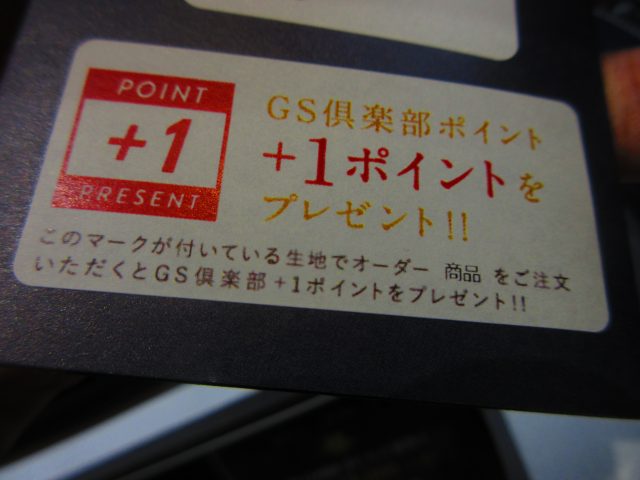 POINT
+1
PRESENT
GS倶楽部ポイント
+1ポイントを
プレゼント!!
このマークが付いている生地でオーダー 商品 をご注文
いただくとGS倶楽部+1ポイントをプレゼント!!